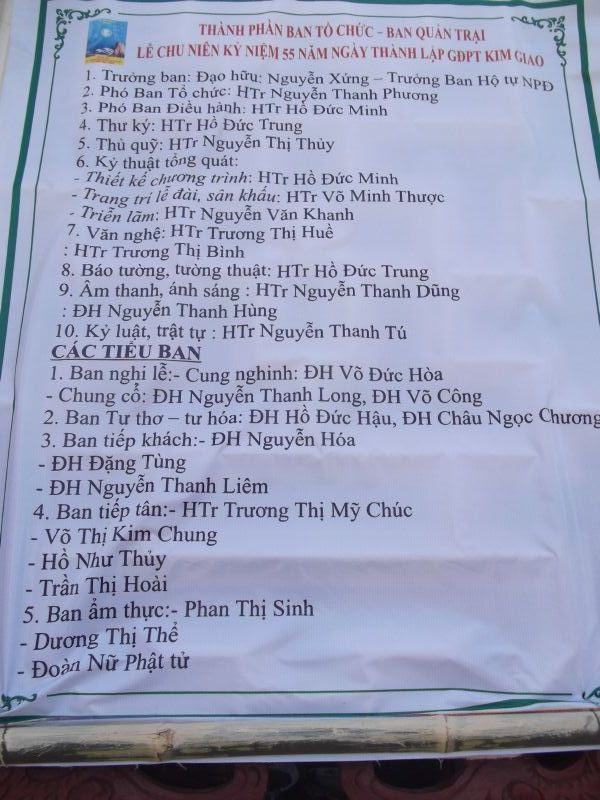 THÀNH PHẦN BAN TỔ CHỨC - BAN QUẢN TRẠI
LỄ CHU NIÊN KỶ NIỆM 55 NĂM NGÀY THÀNH LẬP GĐPT KIM GIAO
1. Trường ban: Đạo hữu: Nguyễn Xứng – Trưởng Ban Hộ tự NPĐ
2. Phó Ban Tổ chức: HTr Nguyễn Thanh Phương
3. Phó Ban Điều hành: HTr Hồ Đức Minh
4. Thư ký: HTr Hồ Đức Trung
5. Thủ quỹ: HTr Nguyễn Thị Thủy
6. Kỷ thuật tổng quát:
- Thiết kế chương trình: HTr Hồ Đức Minh
- Trang trí lễ đài, sân khấu: HTr Võ Minh Thược
- Triễn lãm: HTr Nguyễn Văn Khanh
7. Văn nghệ: HTr Trương Thị Huề
: HTr Trương Thị Bình
8. Báo tường, tường thuật: HTr Hồ Đức Trung
9. Âm thanh, ánh sáng : HTr Nguyễn Thanh Dũng
: ĐH Nguyễn Thanh Hùng
10. Kỷ luật, trật tự : HTr Nguyễn Thanh Tú
CÁC TIỂU BAN
1. Ban nghi lễ:- Cung nghinh: ĐH Võ Đức Hòa
- Chung cổ: ĐH Nguyễn Thanh Long, ĐH Võ Công
2. Ban Tư thơ – tư hóa: ĐH Hồ Đức Hậu, ĐH Châu Ngọc Chương
3. Ban tiếp khách:- ĐH Nguyễn Hóa
- ĐH Đặng Tùng
- ĐH Nguyễn Thanh Liêm
4. Ban tiếp tân:- HTr Trương Thị Mỹ Chúc
- Võ Thị Kim Chung
- Hồ Như Thủy
- Trần Thị Hoài
5. Ban ẩm thực:- Phan Thị Sinh
- Dương Thị Thể
- Đoàn Nữ Phật tử